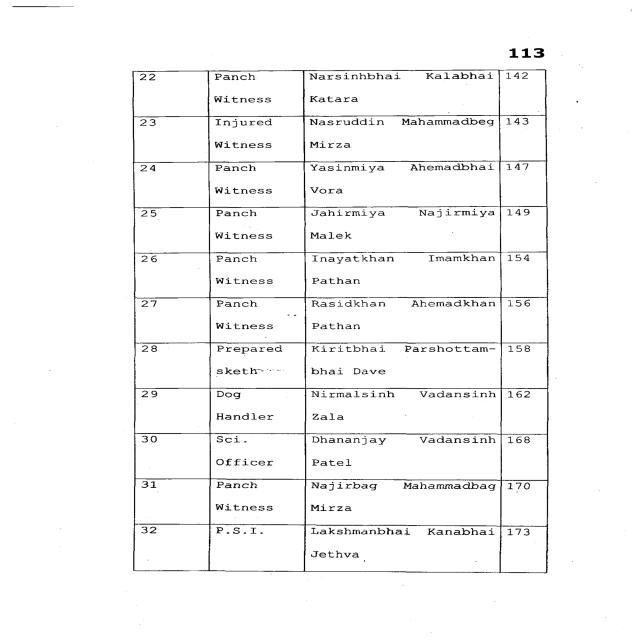 113
22 Panch Narsinhbhai Kalabhai 142
Witness Katara
23 Injured Nasruddin Mahammadbeg 143
Witness Mirza
24 Panch Yasinmiya Ahemadbhai 147
Witness Vora
25 Panch Jahirmiya Najirmiya 149
Witness Malek
26 Panch Inayatkhan Imamkhan 154
Witness Pathan
27 Panch Rasidkhan Ahemadkhan 156
Witness Pathan
28 Prepared Kiritbhai Parshottam- 158
sketh bhai Dave
29 Dog Nirmalsinh Vadansinh 162
Handler Zala
30 Sci. Dhananjay Vadansinh 168
Officer Patel
31 Panch Najirbag Mahammadbag 170
Witness Mirza
32 P.S.I. Lakshmanbhai Kanabhai 173
Jethva